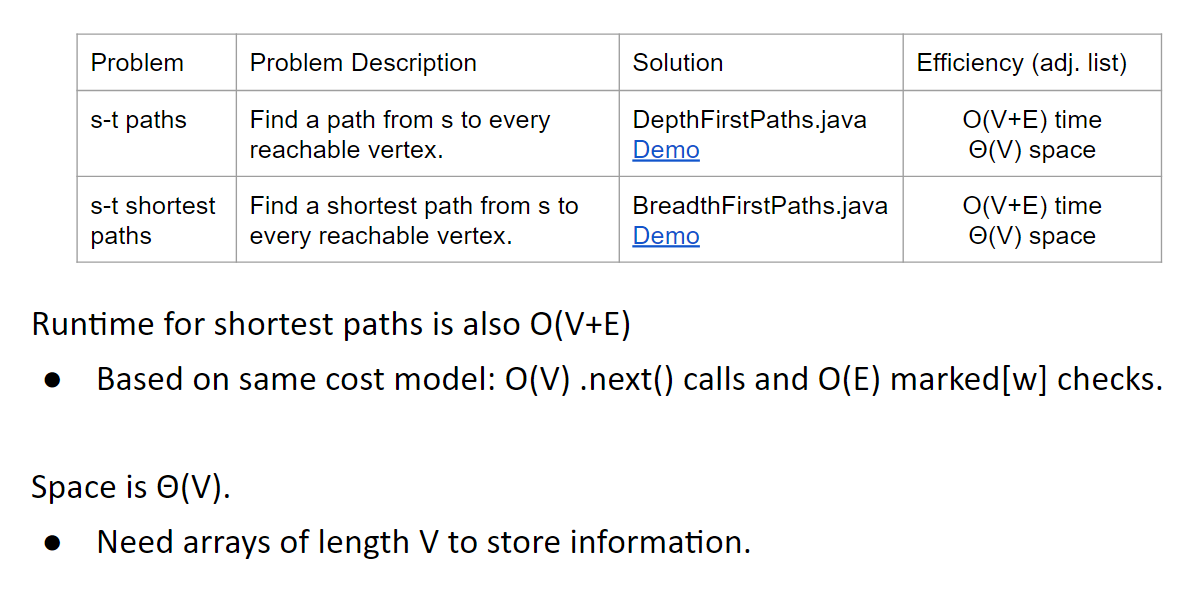 Problem
Problem Description
Solution
Efficiency (adj. list)
s-t paths
Find a path from s to every
reachable vertex.
DepthFirstPaths.java
Demo
O(V+E) time
Θ(V) space
s-t shortest
paths
Find a shortest path from s to
every reachable vertex.
BreadthFirstPaths.java
Demo
O(V+E) time
Θ(V) space
Runtime for shortest paths is also O(V+E)
● Based on same cost model: O(V) .next() calls and O(E) marked[w] checks.
Space is Θ(V).
● Need arrays of length V to store information.